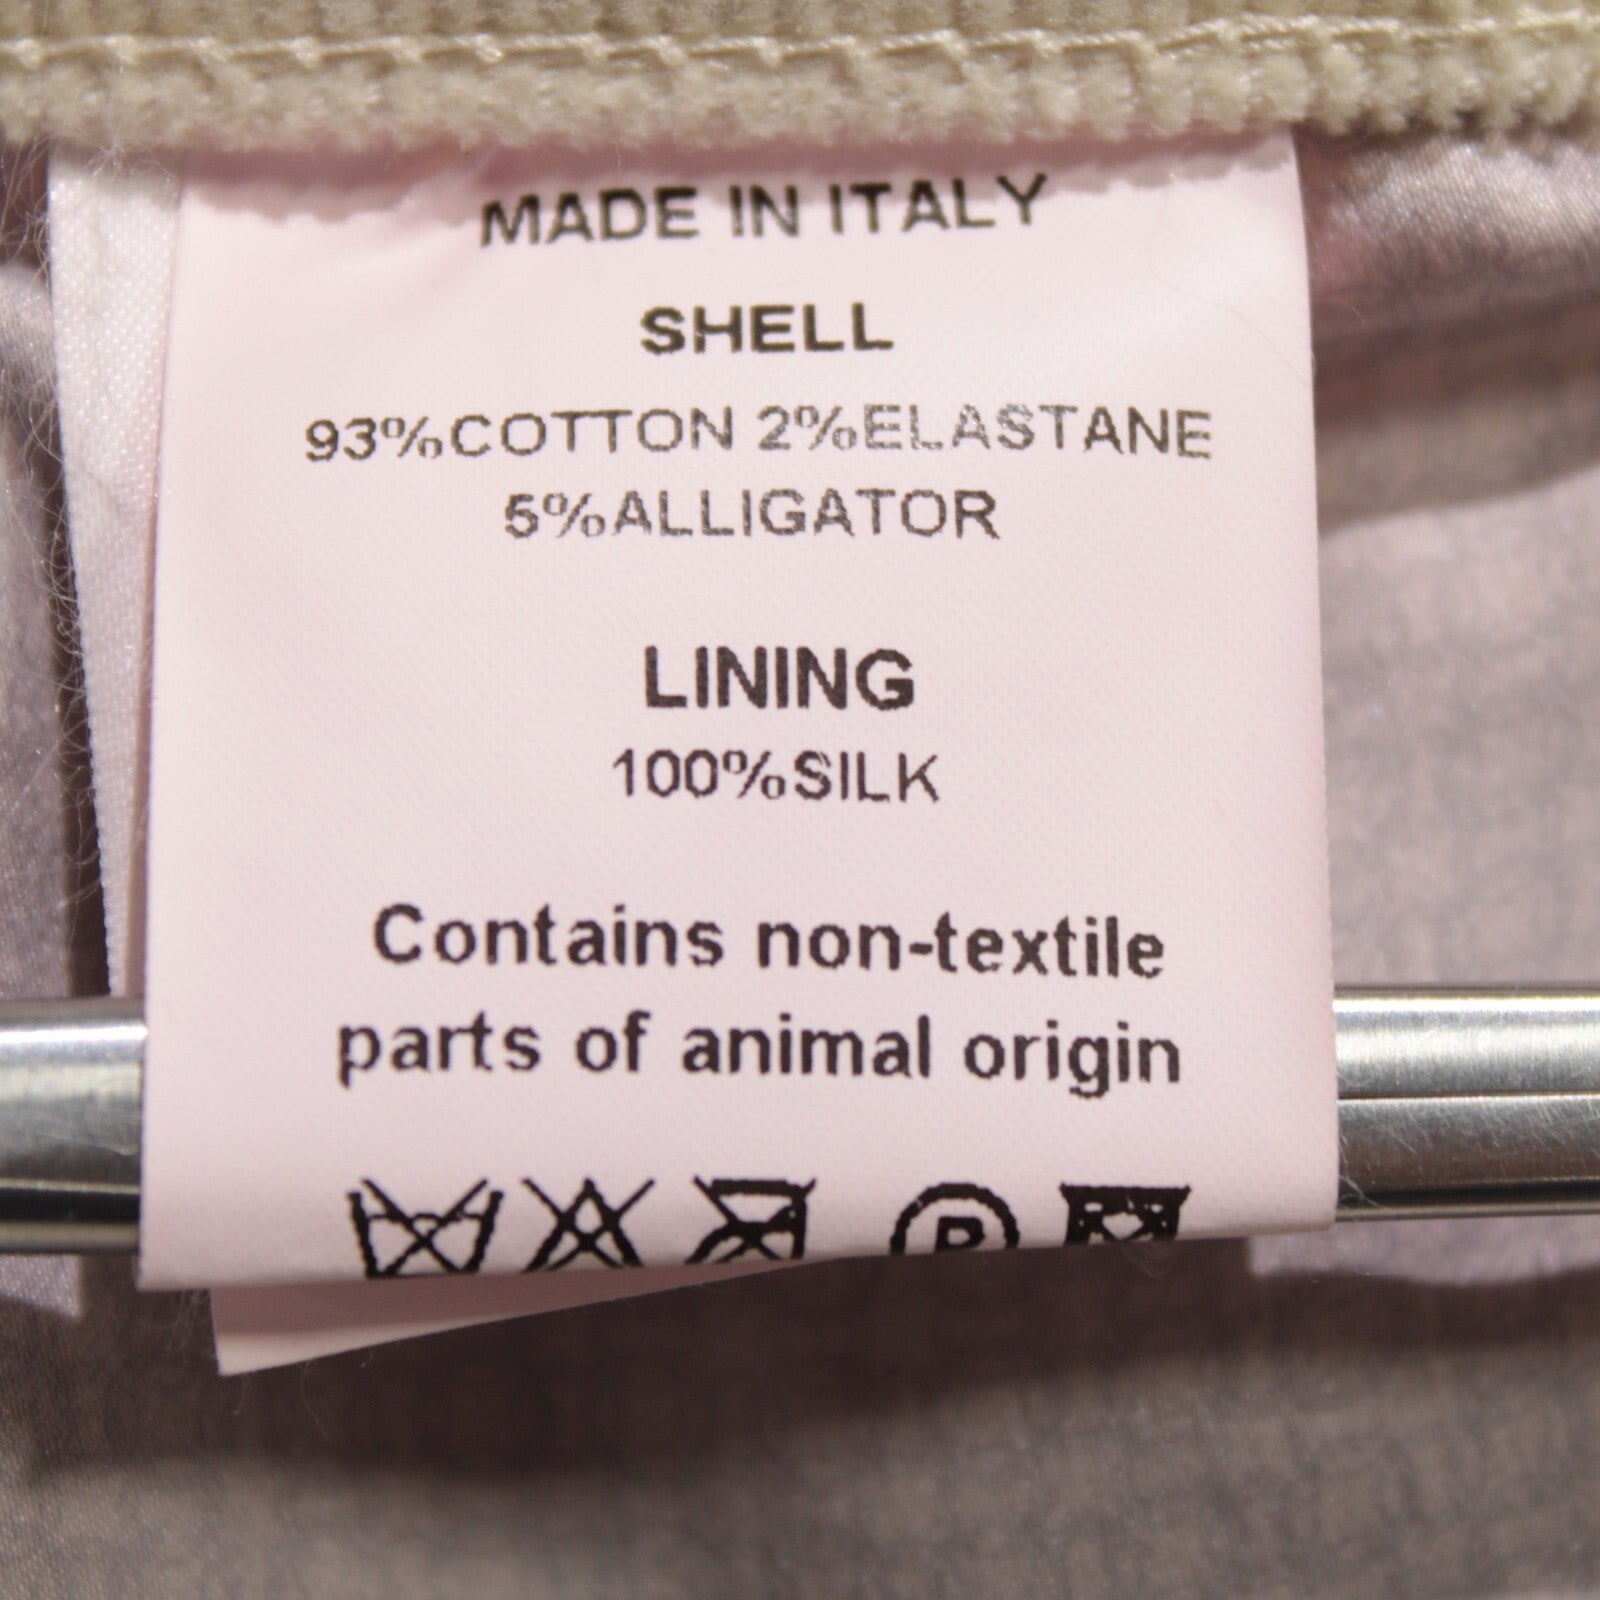 MADE IN ITALY
SHELL
93%COTTON 2%ELASTANE
5%ALLIGATOR
LINING
100%SILK
Contains non-textile
parts of animal origin
P